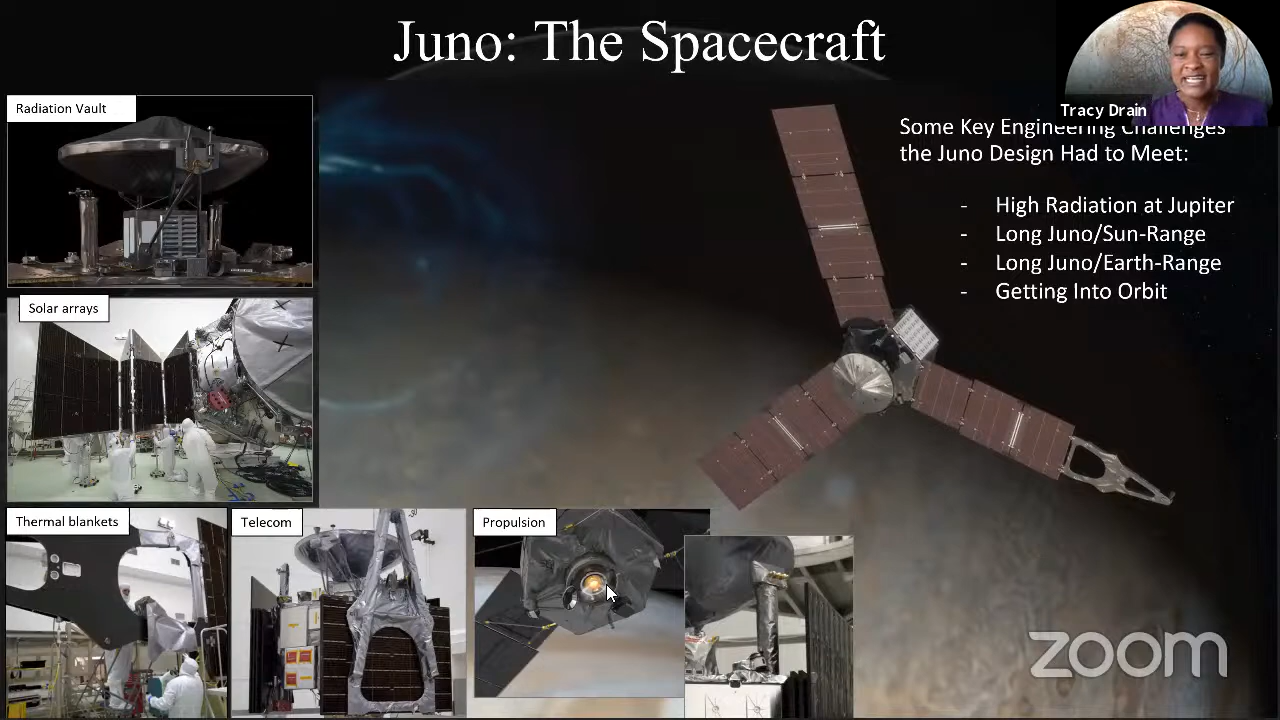 Juno: The Spacecraft
Radiation Vault
Tracy Drain
Some Key Engineering Challenges
the Juno Design Had to Meet:
- High Radiation at Jupiter
- Long Juno/Sun-Range
- Long Juno/Earth-Range
- Getting Into Orbit
Solar arrays
Thermal blankets
Telecom
Propulsion
zoom